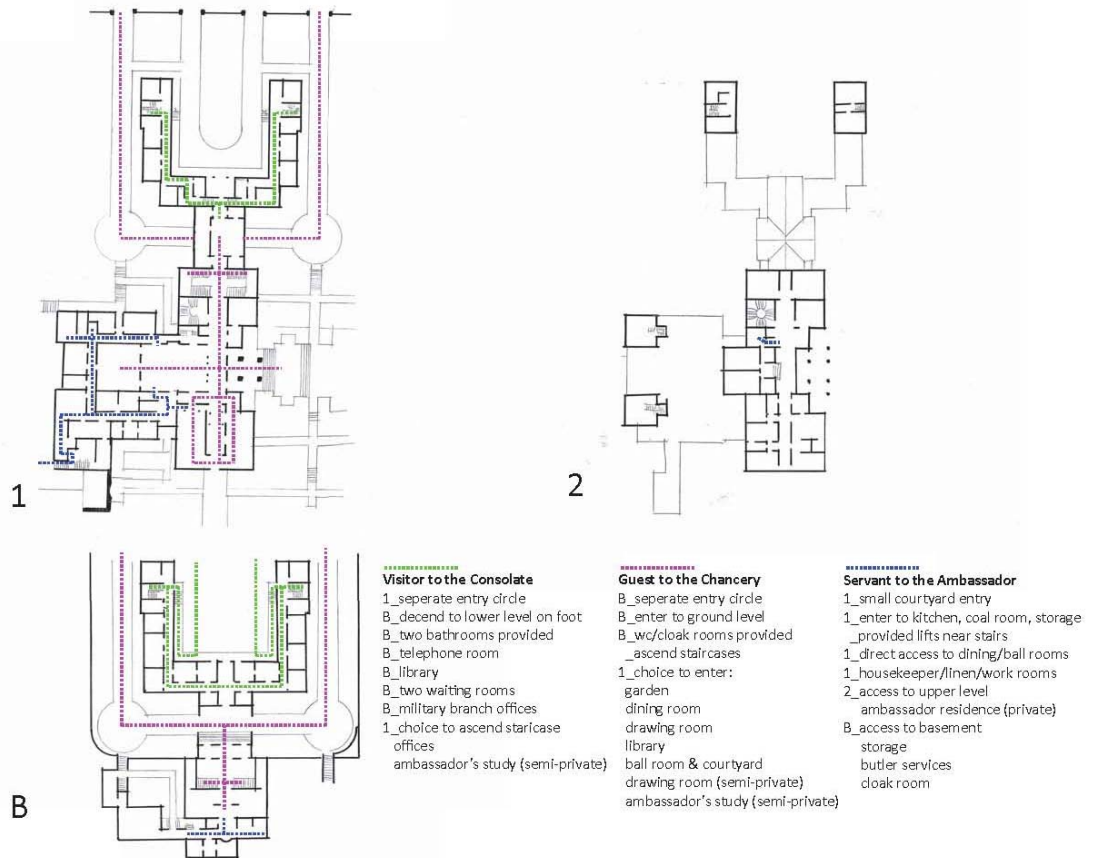 1
2
B
Visitor to the Consolate
1_seperate entry circle
B_decend to lower level on foot
B_two bathrooms provided
B_telephone room
B_library
B_two waiting rooms
B_military branch offices
1_choice to ascend staricase
offices
ambassador's study (semi-private)
Guest to the Chancery
B_seperate entry circle
B_enter to ground level
B_wc/cloak rooms provided
_ascend staircases
1_choice to enter:
garden
dining room
drawing room
library
ball room & courtyard
drawing room (semi-private)
ambassador's study (semi-private)
Servant to the Ambassador
1_small courtyard entry
1_enter to kitchen, coal room, storage
_provided lifts near stairs
1_direct access to dining/ball rooms
1_housekeeper/linen/work rooms
2_access to upper level
ambassador residence (private)
B_access to basement
storage
butler services
cloak room